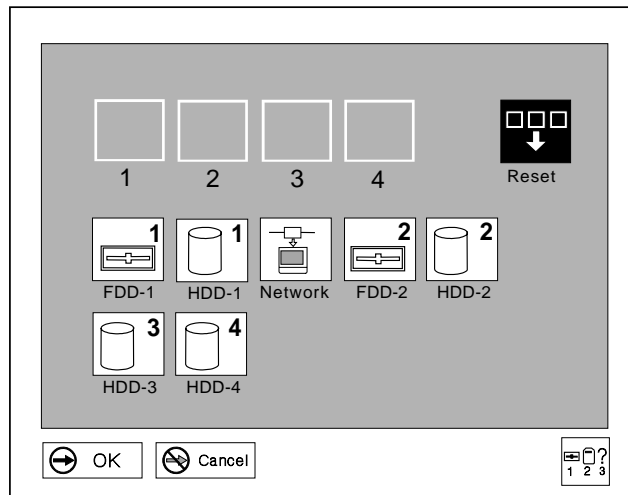 1 2 3 4 Reset
1 1 2 2
FDD-1 HDD-1 Network FDD-2 HDD-2
3 4
HDD-3 HDD-4
OK Cancel ?
1 2 3